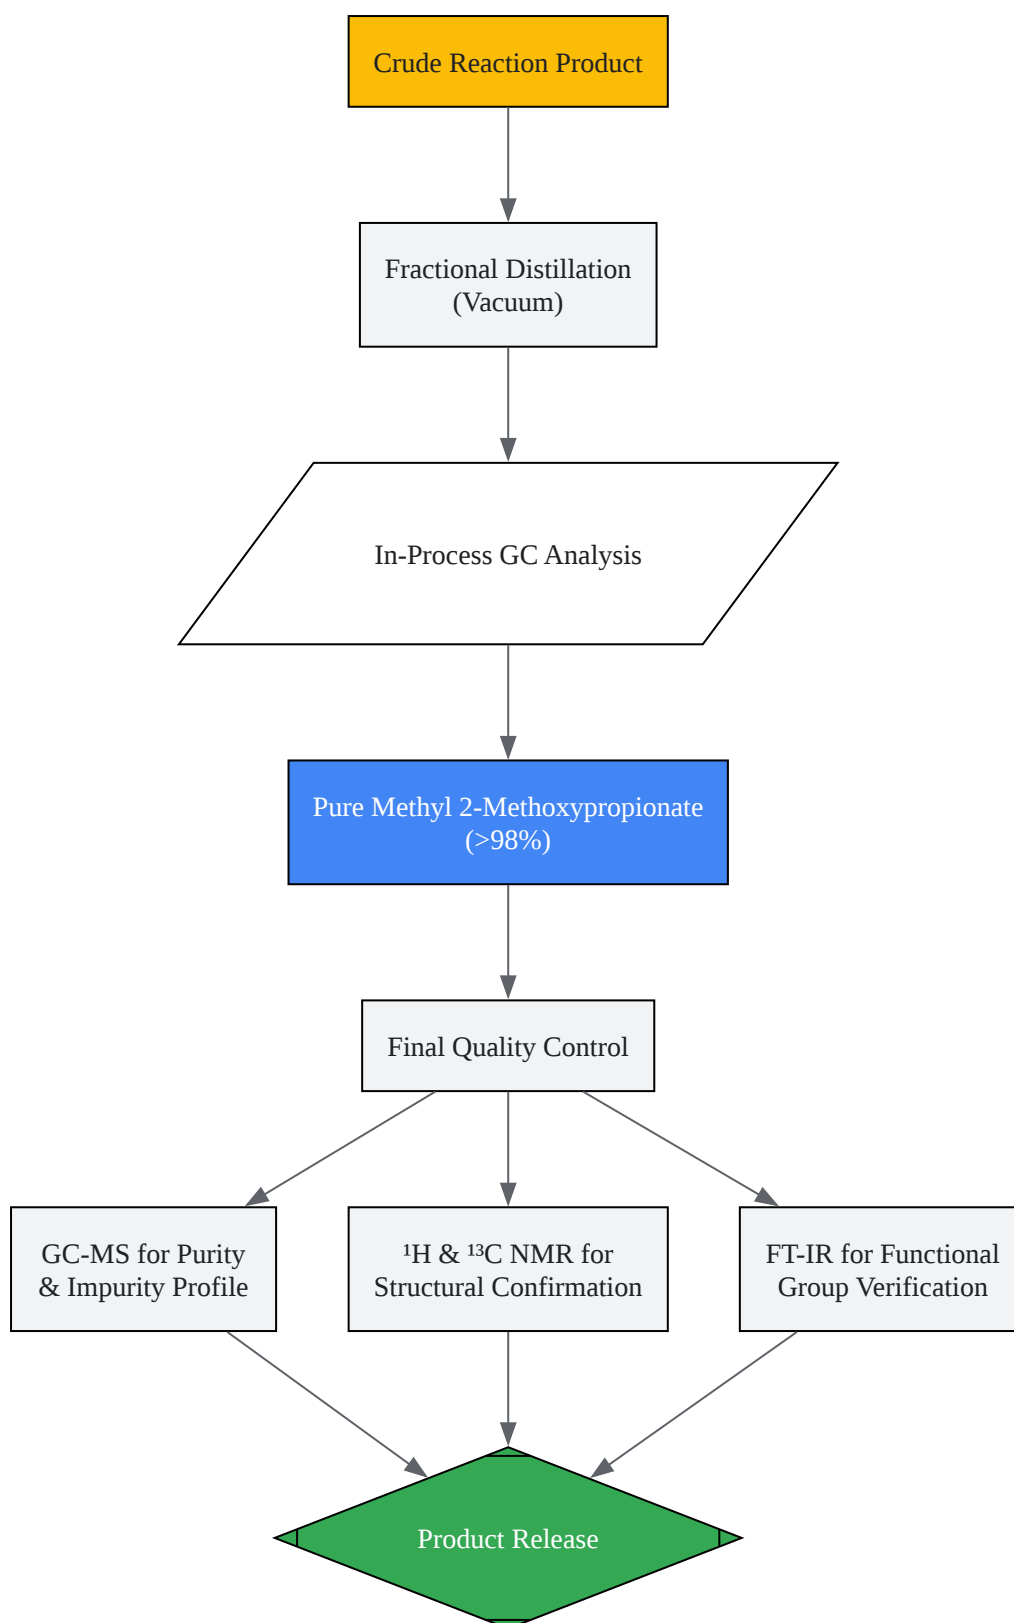 Crude Reaction Product
Fractional Distillation
(Vacuum)
In-Process GC Analysis
Pure Methyl 2-Methoxypropionate
(>98%)
Final Quality Control
GC-MS for Purity
& Impurity Profile
¹H & ¹³C NMR for
Structural Confirmation
FT-IR for Functional
Group Verification
Product Release